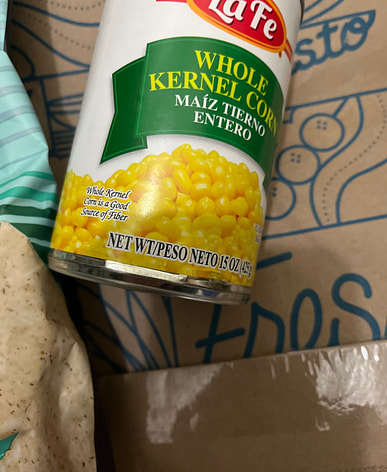 La Fe
WHOLE
KERNEL CORN
MAÍZ TIERNO
ENTERO
Whole Kernel
Corn is a Good
Source of Fiber
NET WT/PESO NETO 15 OZ (425